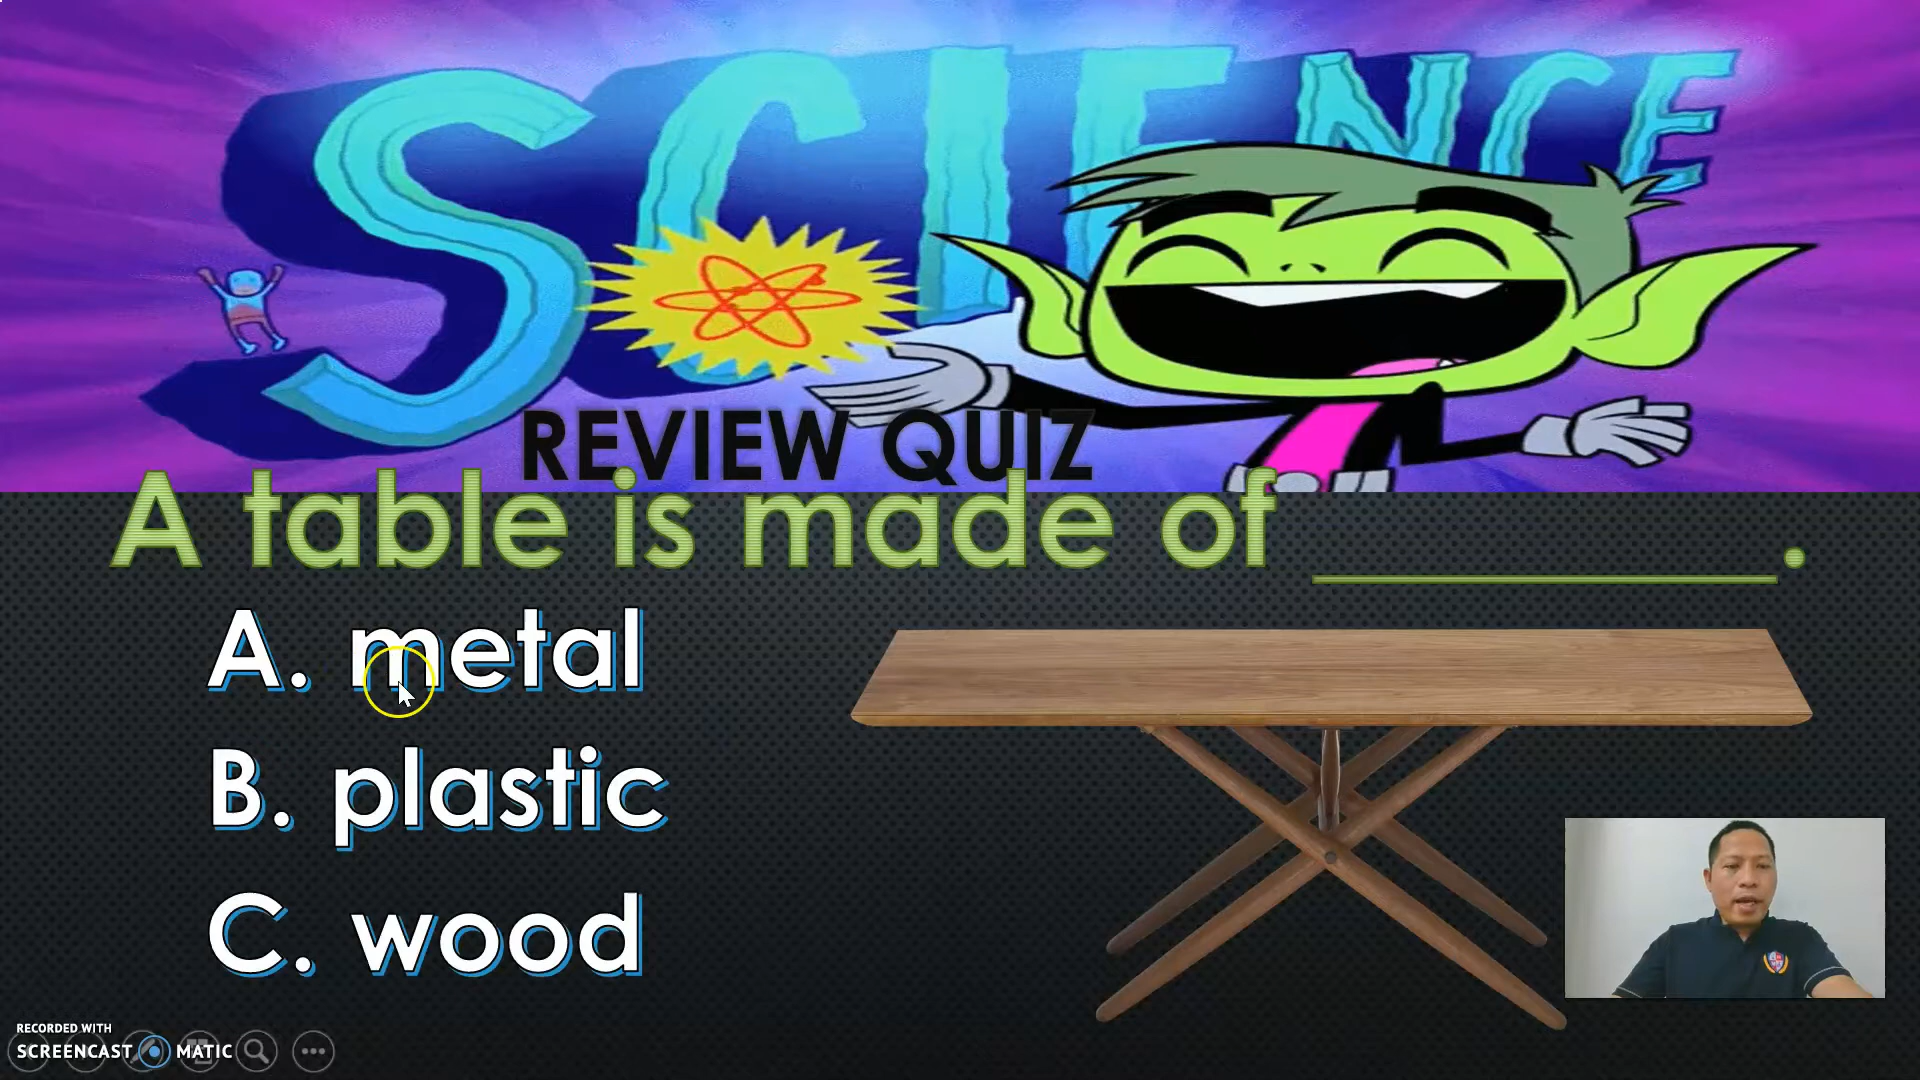 SCIENCE
REVIEW QUIZ
A table is made of ________.
A. metal
B. plastic
C. wood
RECORDED WITH
SCREENCAST MATIC